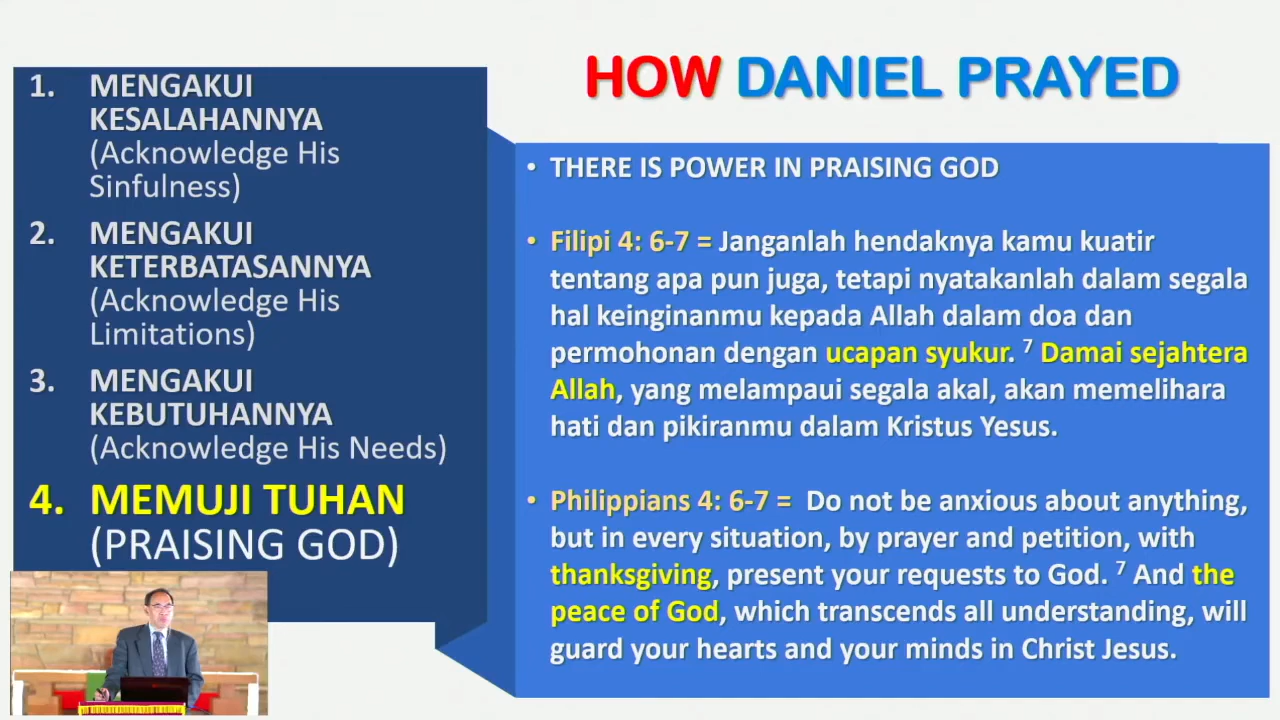 HOW DANIEL PRAYED
1. MENGAKUI
KESALAHANNYA
(Acknowledge His
Sinfulness)
2. MENGAKUI
KETERBATASANNYA
(Acknowledge His
Limitations)
3. MENGAKUI
KEBUTUHANNYA
(Acknowledge His Needs)
4. MEMUJI TUHAN
(PRAISING GOD)
• THERE IS POWER IN PRAISING GOD
• Filipi 4: 6-7 = Janganlah hendaknya kamu kuatir
tentang apa pun juga, tetapi nyatakanlah dalam segala
hal keinginanmu kepada Allah dalam doa dan
permohonan dengan ucapan syukur. 7 Damai sejahtera
Allah, yang melampaui segala akal, akan memelihara
hati dan pikiranmu dalam Kristus Yesus.
• Philippians 4: 6-7 = Do not be anxious about anything,
but in every situation, by prayer and petition, with
thanksgiving, present your requests to God. 7 And the
peace of God, which transcends all understanding, will
guard your hearts and your minds in Christ Jesus.